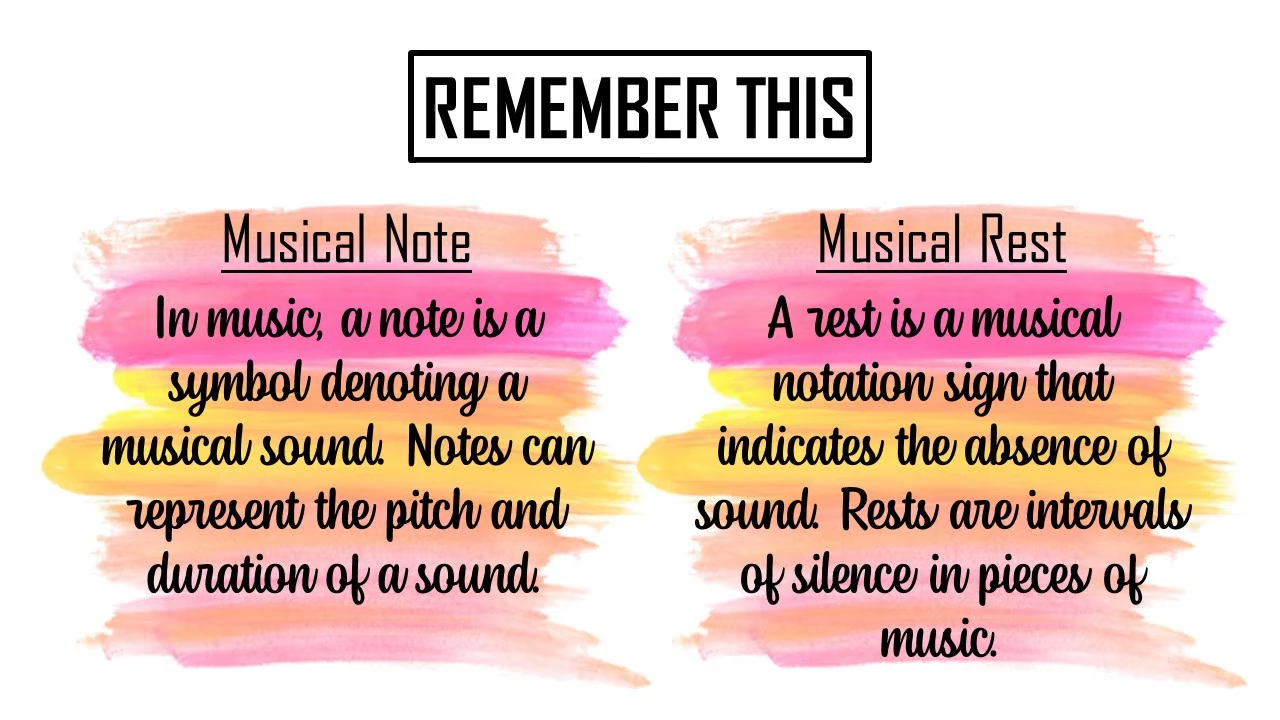 REMEMBER THIS
Musical Note
In music, a note is a
symbol denoting a
musical sound. Notes can
represent the pitch and
duration of a sound.
Musical Rest
A rest is a musical
notation sign that
indicates the absence of
sound. Rests are intervals
of silence in pieces of
music.